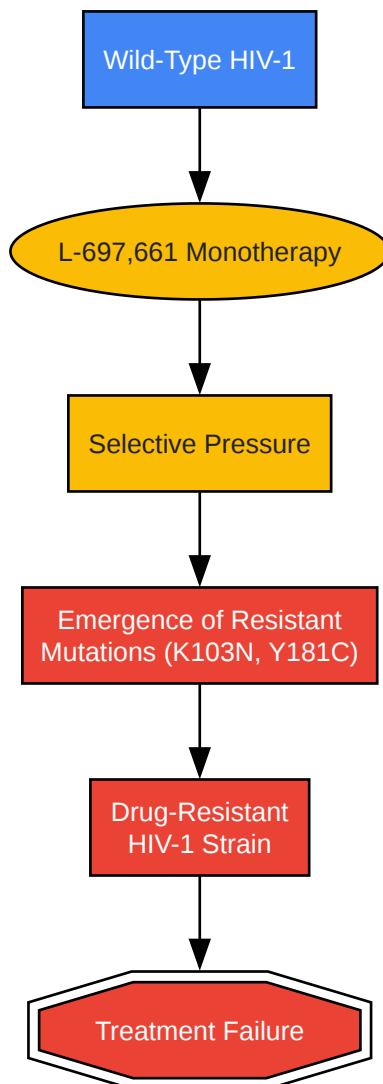 Wild-Type HIV-1
L-697,661 Monotherapy
Selective Pressure
Emergence of Resistant
Mutations (K103N, Y181C)
Drug-Resistant
HIV-1 Strain
Treatment Failure